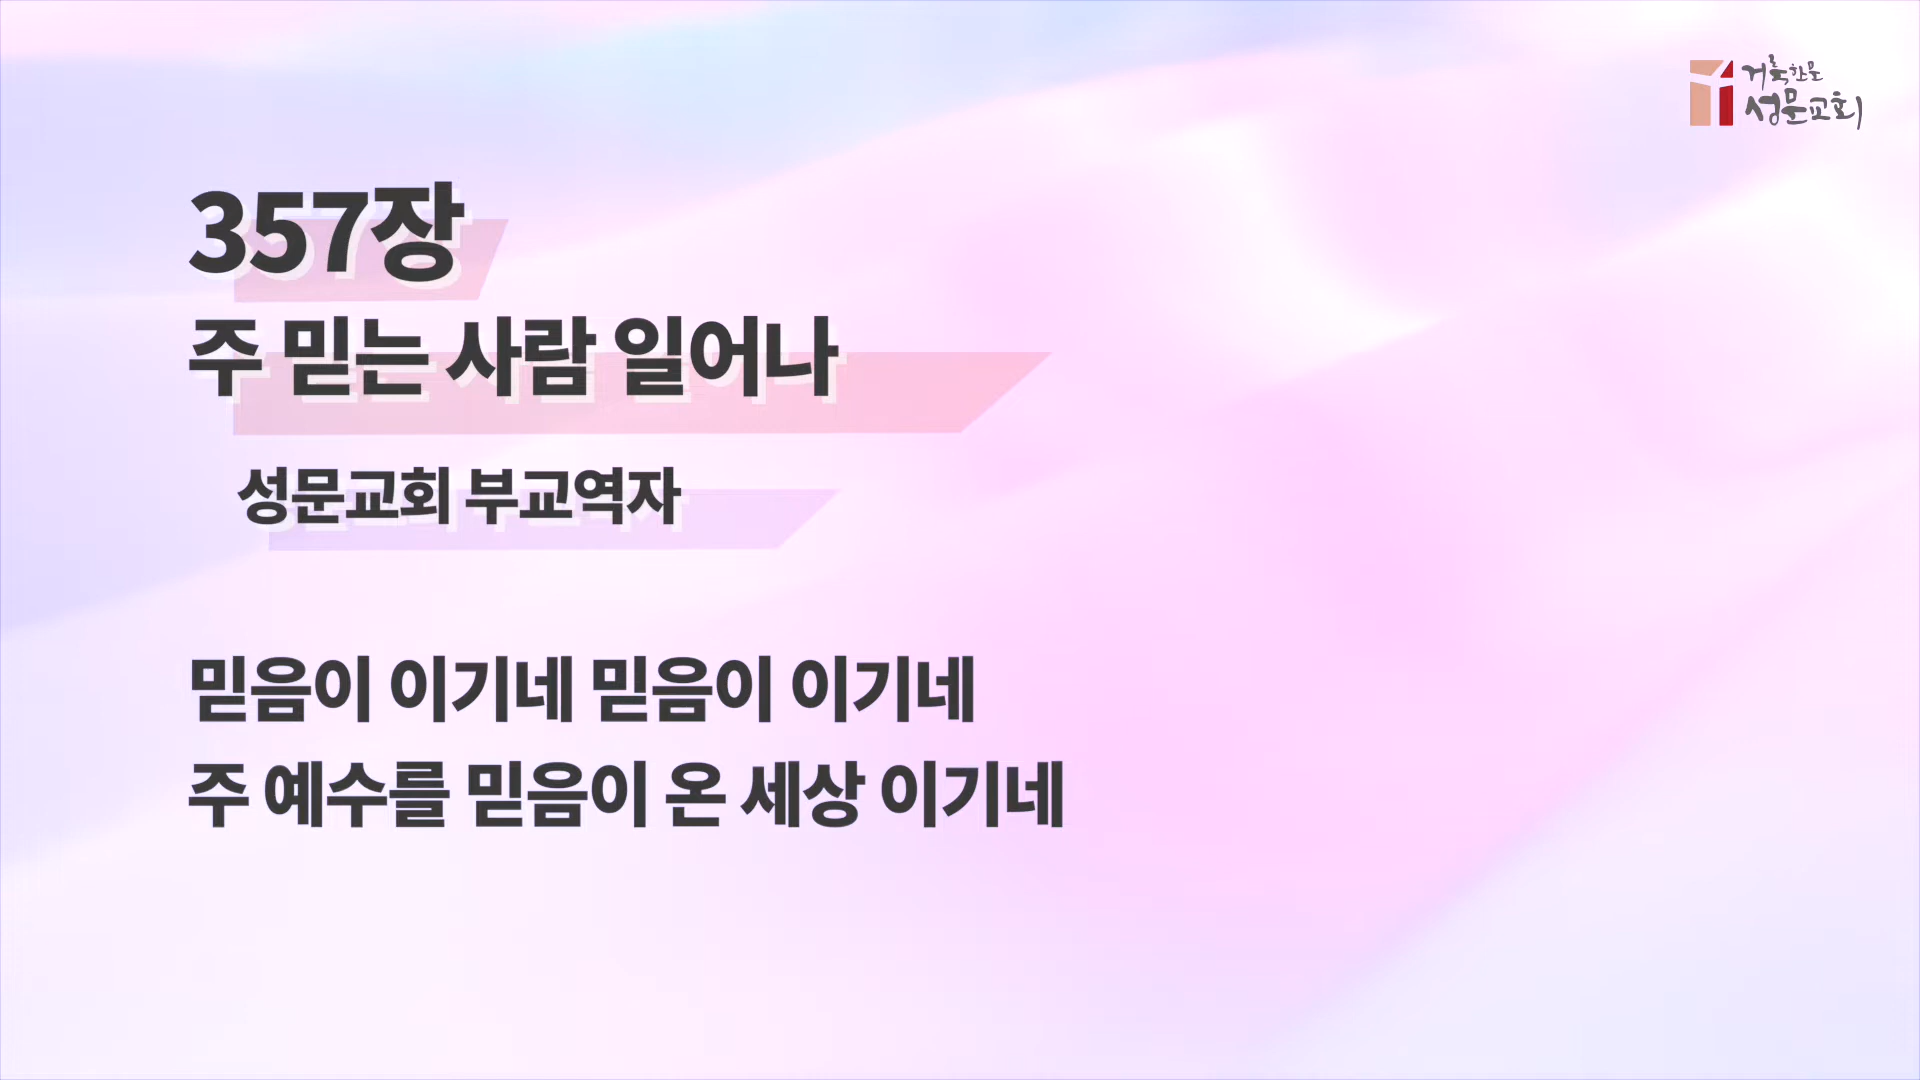 거룩한문
성문교회
357장
주 믿는 사람 일어나
성문교회 부교역자
믿음이 이기네 믿음이 이기네
주 예수를 믿음이 온 세상 이기네